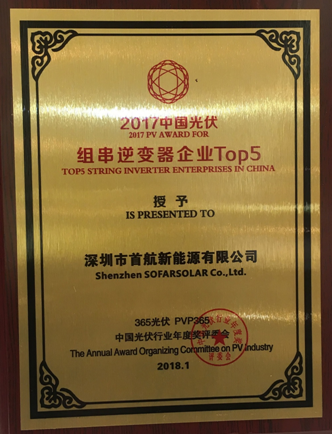 2017中国光伏
2017 PV AWARD FOR
组串逆变器企业Top5
TOP5 STRING INVERTER ENTERPRISES IN CHINA
授予
IS PRESENTED TO
深圳市首航新能源有限公司
Shenzhen SOFARSOLAR Co.,Ltd.
365光伏 PVP365
中国光伏行业年度奖评委会
The Annual Award Organizing Committee on PV Industry
2018.1